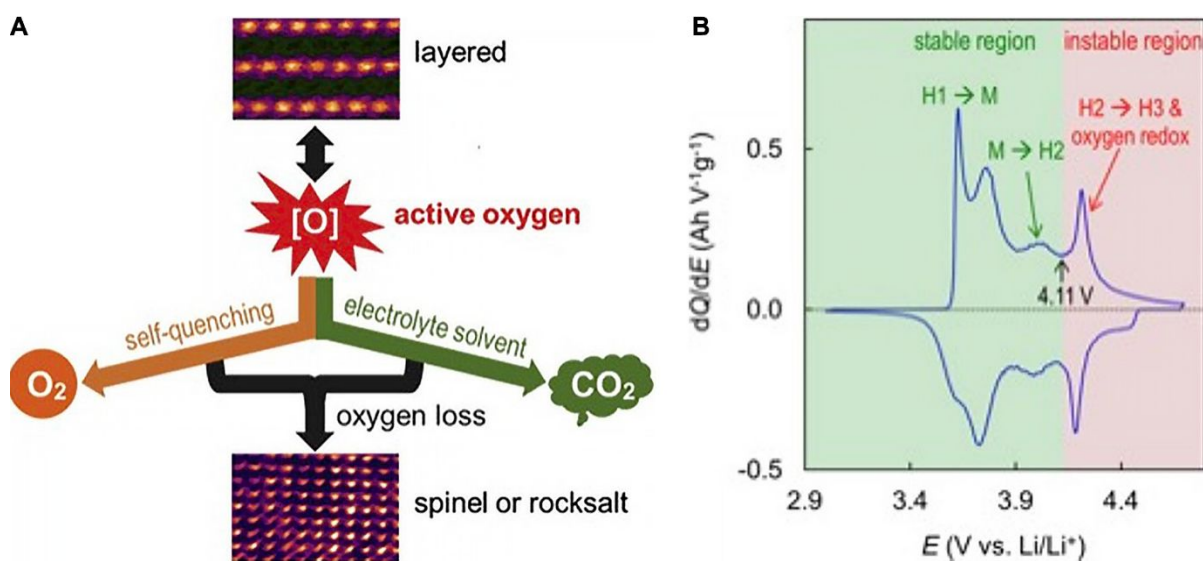 A
layered
[O]
active oxygen
self-quenching
electrolyte solvent
O2
CO2
oxygen loss
spinel or rocksalt
B
stable region
instable region
H1 → M
H2 → H3 &
oxygen redox
M → H2
4.11 V
dQ/dE (Ah V-1g-1)
0.5
0.0
-0.5
2.9
3.4
3.9
4.4
E (V vs. Li/Li+)